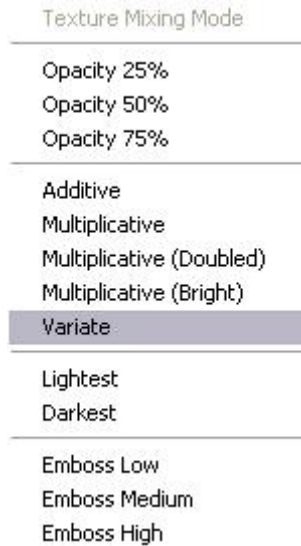 Texture Mixing Mode
Opacity 25%
Opacity 50%
Opacity 75%
Additive
Multiplicative
Multiplicative (Doubled)
Multiplicative (Bright)
Variate
Lightest
Darkest
Emboss Low
Emboss Medium
Emboss High